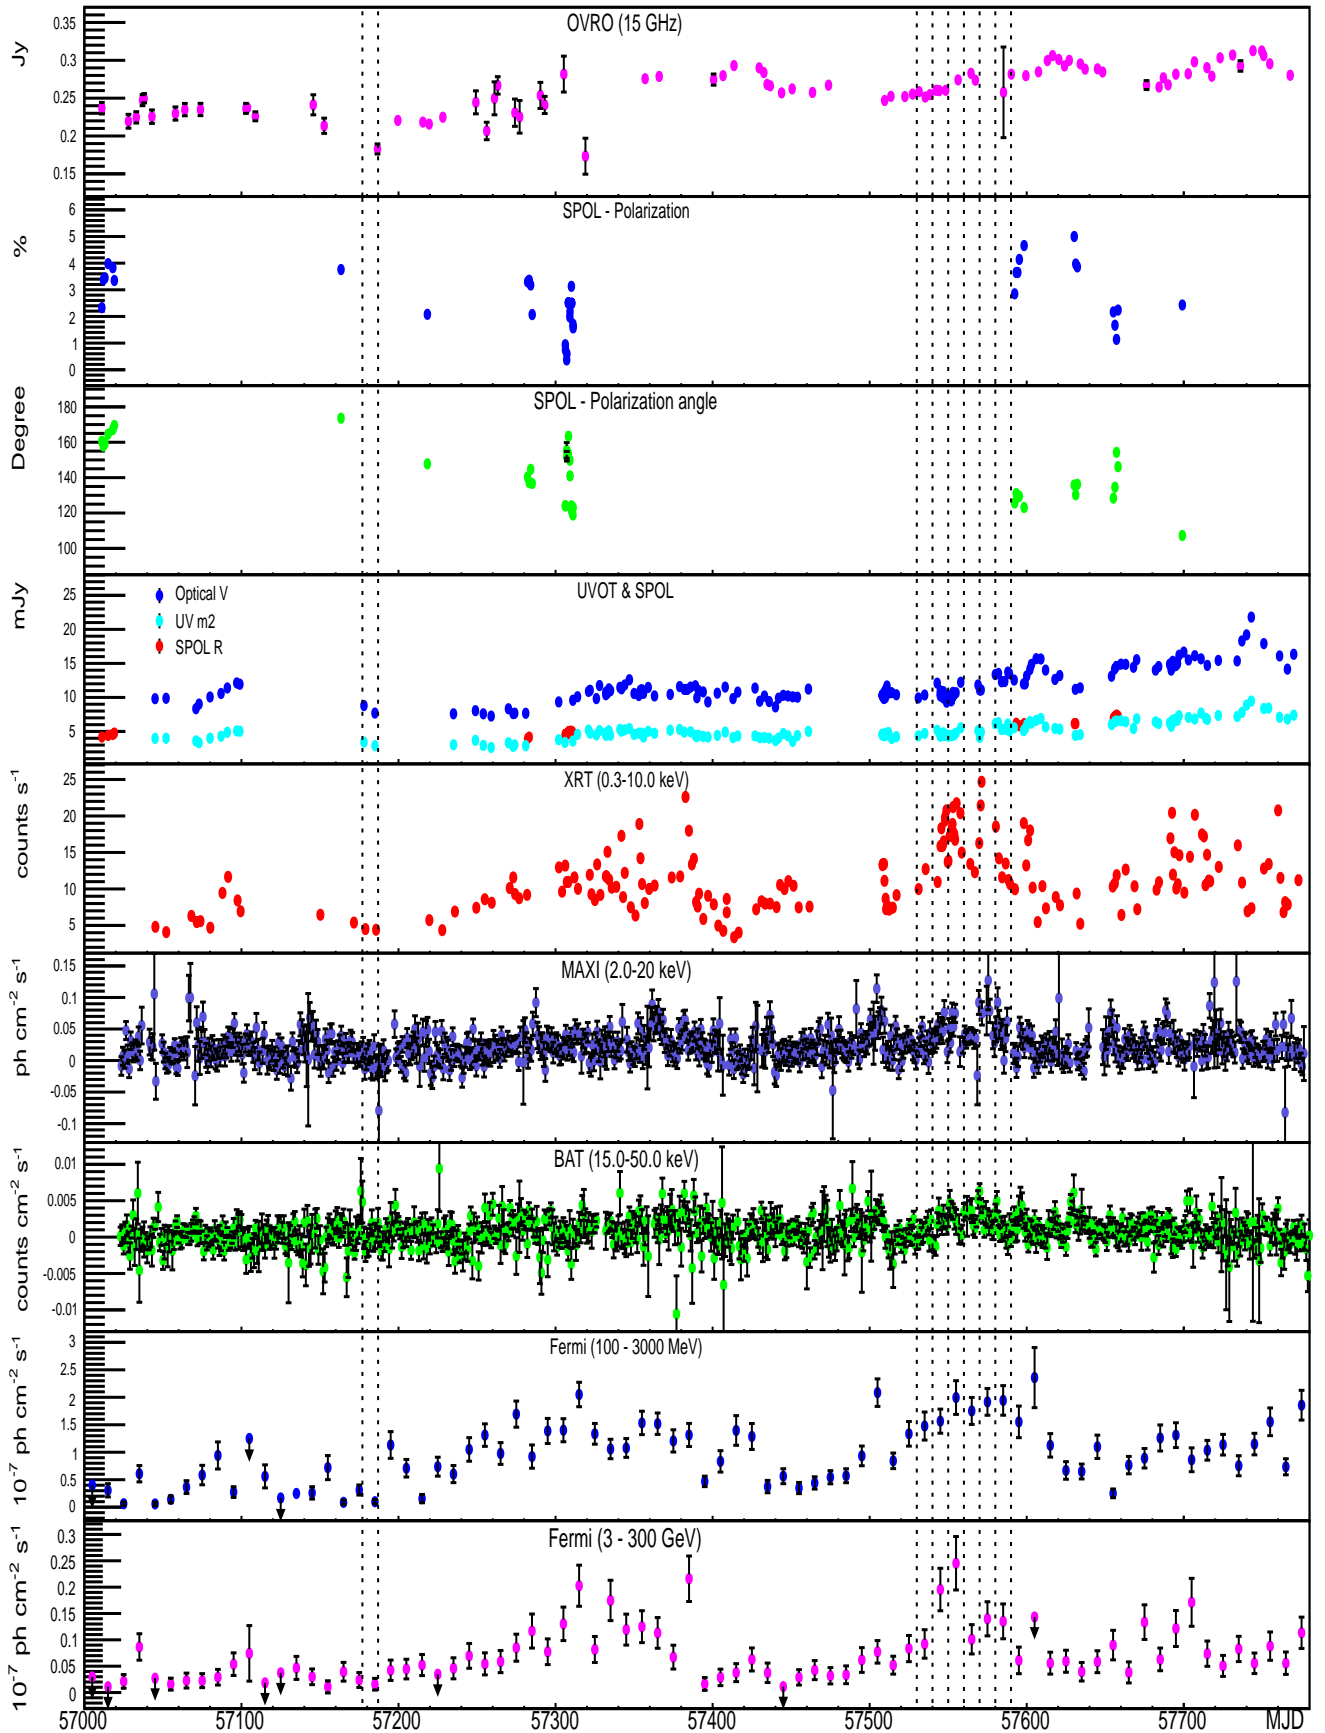 OVRO (15 GHz)
Jy
0.35
0.3
0.25
0.2
0.15
SPOL - Polarization
%
6
5
4
3
2
1
0
SPOL - Polarization angle
Degree
180
160
140
120
100
UVOT & SPOL
mJy
25
20
15
10
5
Optical V
UV m2
SPOL R
XRT (0.3-10.0 keV)
counts s⁻¹
25
20
15
10
5
MAXI (2.0-20 keV)
ph cm⁻² s⁻¹
0.15
0.1
0.05
0
-0.05
-0.1
BAT (15.0-50.0 keV)
counts cm⁻² s⁻¹
0.01
0.005
0
-0.005
-0.01
Fermi (100 - 3000 MeV)
10⁻⁷ ph cm⁻² s⁻¹
3
2.5
2
1.5
1
0.5
0
Fermi (3 - 300 GeV)
10⁻⁷ ph cm⁻² s⁻¹
0.3
0.25
0.2
0.15
0.1
0.05
0
57000 57100 57200 57300 57400 57500 57600 57700 MJD